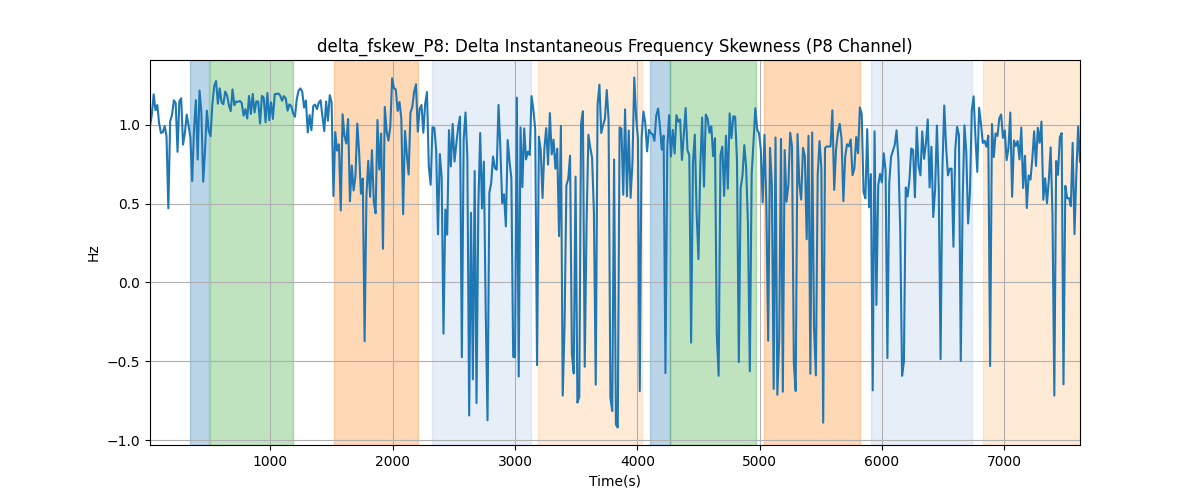 delta_fskew_P8: Delta Instantaneous Frequency Skewness (P8 Channel)
Hz
1.0
0.5
0.0
−0.5
−1.0
1000 2000 3000 4000 5000 6000 7000
Time(s)